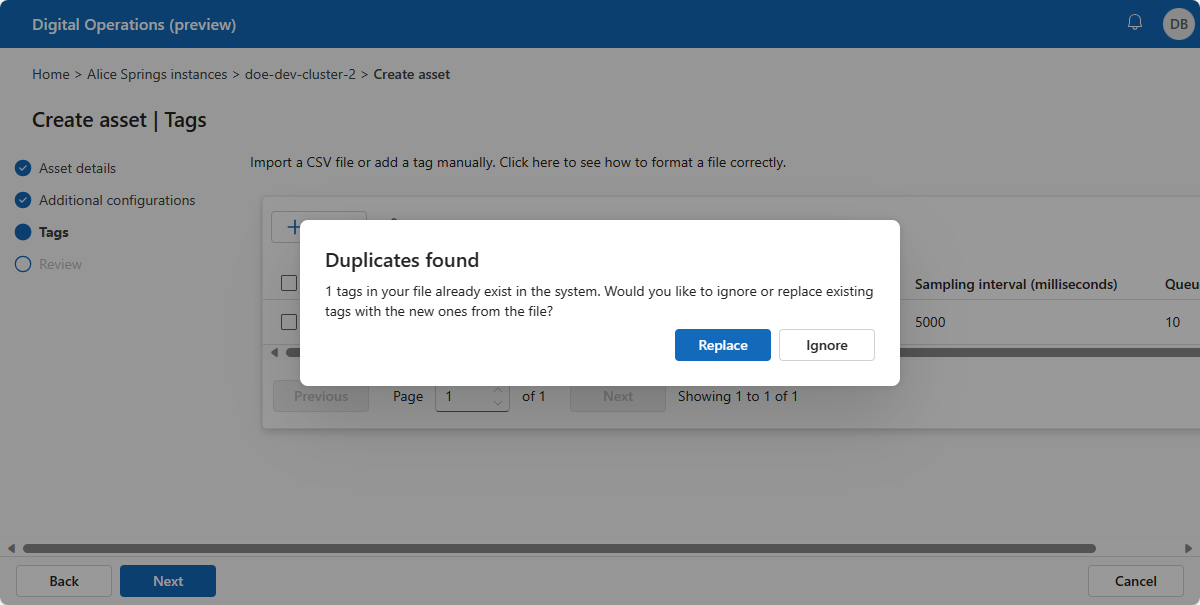 Digital Operations (preview)
DB
Home > Alice Springs instances > doe-dev-cluster-2 > Create asset
Create asset | Tags
Asset details
Additional configurations
Tags
Review
Import a CSV file or add a tag manually. Click here to see how to format a file correctly.
Duplicates found
1 tags in your file already exist in the system. Would you like to ignore or replace existing
tags with the new ones from the file?
Replace
Ignore
Sampling interval (milliseconds)
Queu
5000
10
Previous
Page
1
of 1
Next
Showing 1 to 1 of 1
Back
Next
Cancel